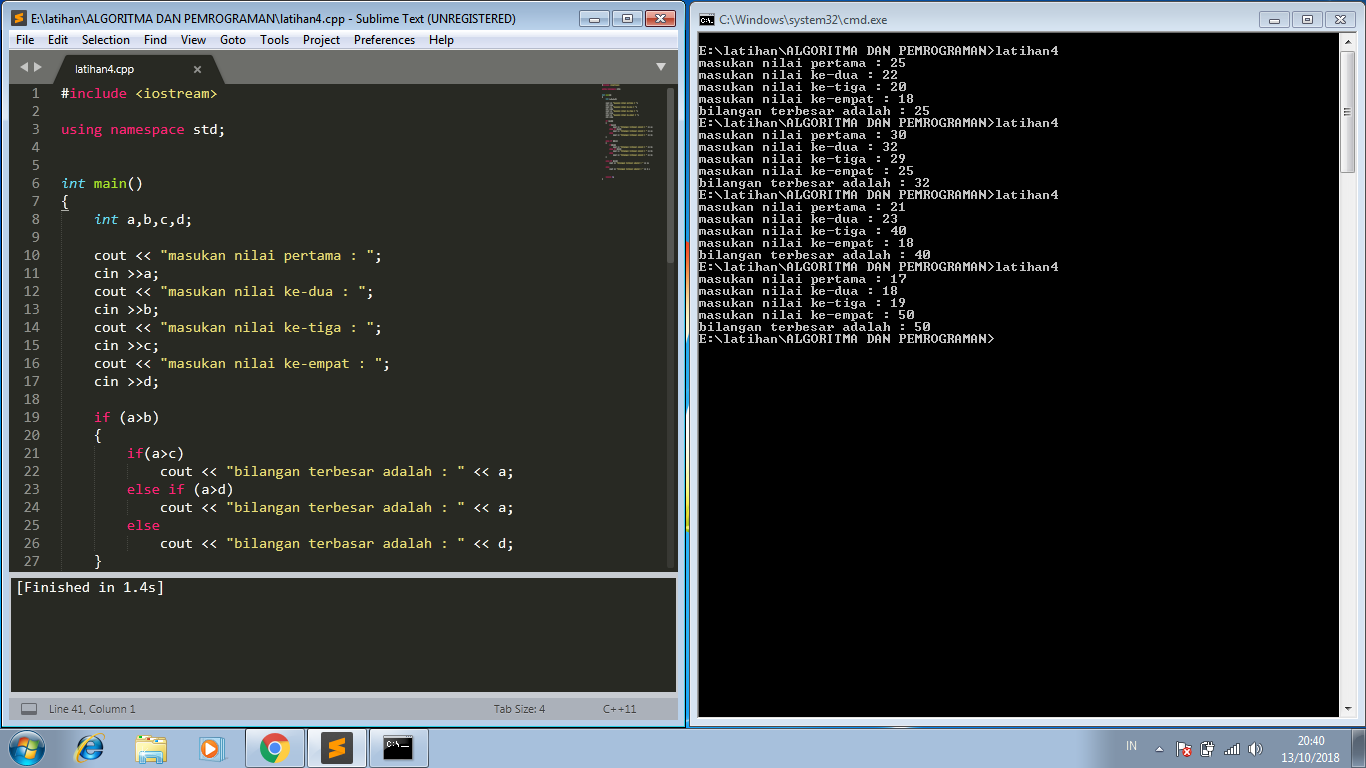 E:\latihan\ALGORITMA DAN PEMROGRAMAN\latihan4.cpp - Sublime Text (UNREGISTERED)
File Edit Selection Find View Goto Tools Project Preferences Help
latihan4.cpp
1 #include <iostream>
2
3 using namespace std;
4
5
6 int main()
7 {
8 int a,b,c,d;
9
10 cout << "masukan nilai pertama : ";
11 cin >>a;
12 cout << "masukan nilai ke-dua : ";
13 cin >>b;
14 cout << "masukan nilai ke-tiga : ";
15 cin >>c;
16 cout << "masukan nilai ke-empat : ";
17 cin >>d;
18
19 if (a>b)
20 {
21 if(a>c)
22 cout << "bilangan terbesar adalah : " << a;
23 else if (a>d)
24 cout << "bilangan terbesar adalah : " << a;
25 else
26 cout << "bilangan terbasar adalah : " << d;
27 }
[Finished in 1.4s]
Line 41, Column 1 Tab Size: 4 C++11
C:\Windows\system32\cmd.exe
E:\latihan\ALGORITMA DAN PEMROGRAMAN>latihan4
masukan nilai pertama : 25
masukan nilai ke-dua : 22
masukan nilai ke-tiga : 20
masukan nilai ke-empat : 18
bilangan terbesar adalah : 25
E:\latihan\ALGORITMA DAN PEMROGRAMAN>latihan4
masukan nilai pertama : 30
masukan nilai ke-dua : 32
masukan nilai ke-tiga : 29
masukan nilai ke-empat : 25
bilangan terbesar adalah : 32
E:\latihan\ALGORITMA DAN PEMROGRAMAN>latihan4
masukan nilai pertama : 21
masukan nilai ke-dua : 23
masukan nilai ke-tiga : 40
masukan nilai ke-empat : 18
bilangan terbesar adalah : 40
E:\latihan\ALGORITMA DAN PEMROGRAMAN>latihan4
masukan nilai pertama : 17
masukan nilai ke-dua : 18
masukan nilai ke-tiga : 19
masukan nilai ke-empat : 50
bilangan terbesar adalah : 50
E:\latihan\ALGORITMA DAN PEMROGRAMAN>
IN
20:40
13/10/2018